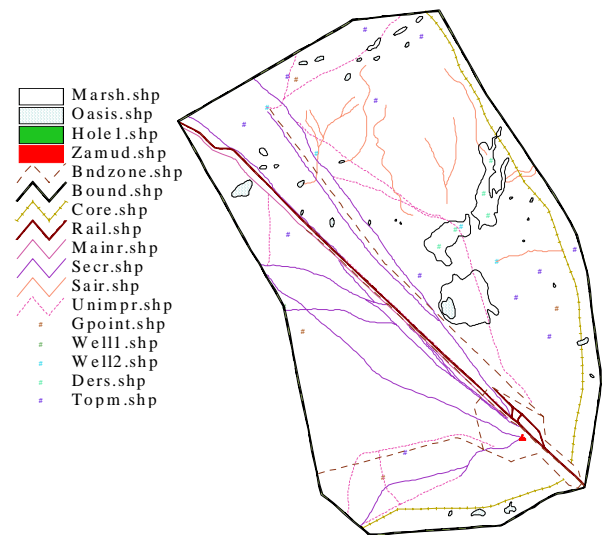 Marsh.shp
Oasis.shp
Hole1.shp
Zamud.shp
Bndzone.shp
Bound.shp
Core.shp
Rail.shp
Mainr.shp
Secr.shp
Sair.shp
Unimpr.shp
Gpoint.shp
Well1.shp
Well2.shp
Ders.shp
Topm.shp